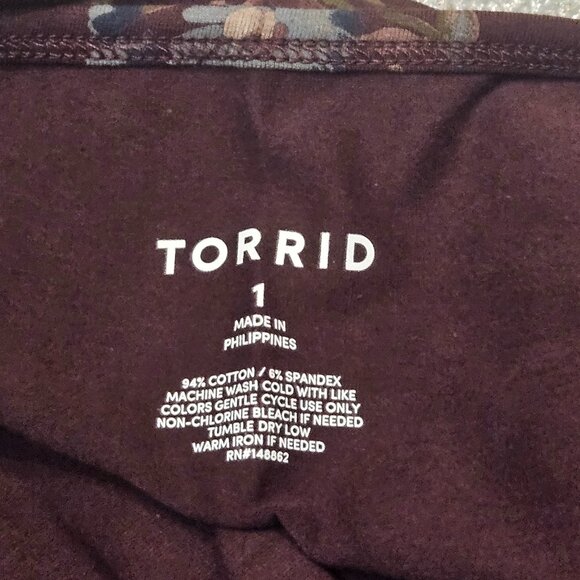 TORRID
1
MADE IN
PHILIPPINES
94% COTTON / 6% SPANDEX
MACHINE WASH COLD WITH LIKE
COLORS GENTLE CYCLE USE ONLY
NON-CHLORINE BLEACH IF NEEDED
TUMBLE DRY LOW
WARM IRON IF NEEDED
RN#148862